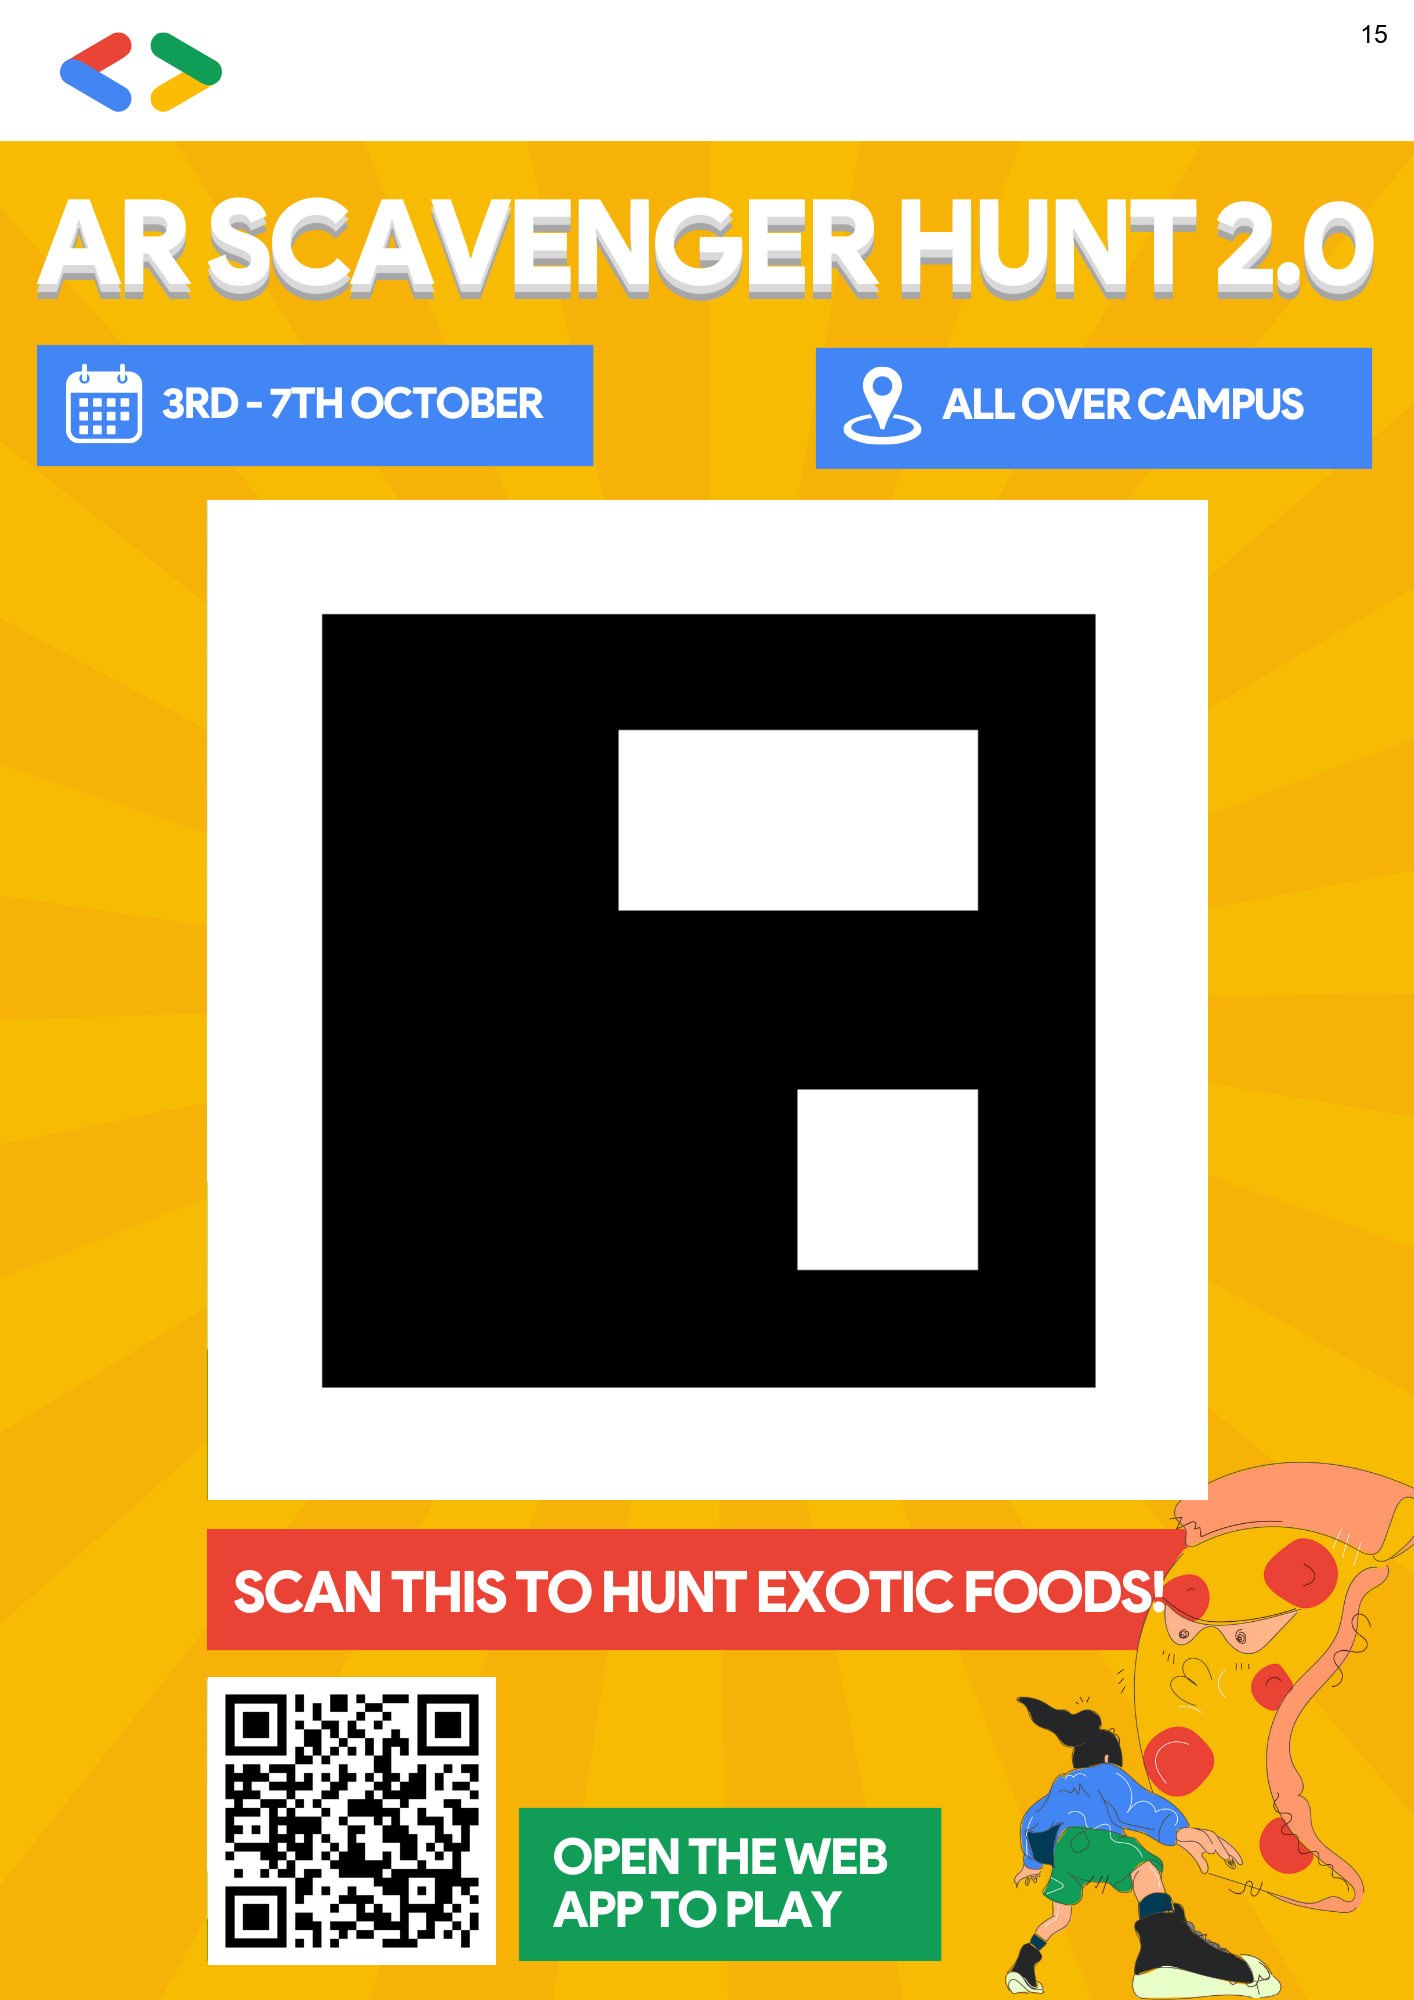 15
AR SCAVENGER HUNT 2.0
3RD - 7TH OCTOBER
ALL OVER CAMPUS
SCAN THIS TO HUNT EXOTIC FOODS!
OPEN THE WEB
APP TO PLAY